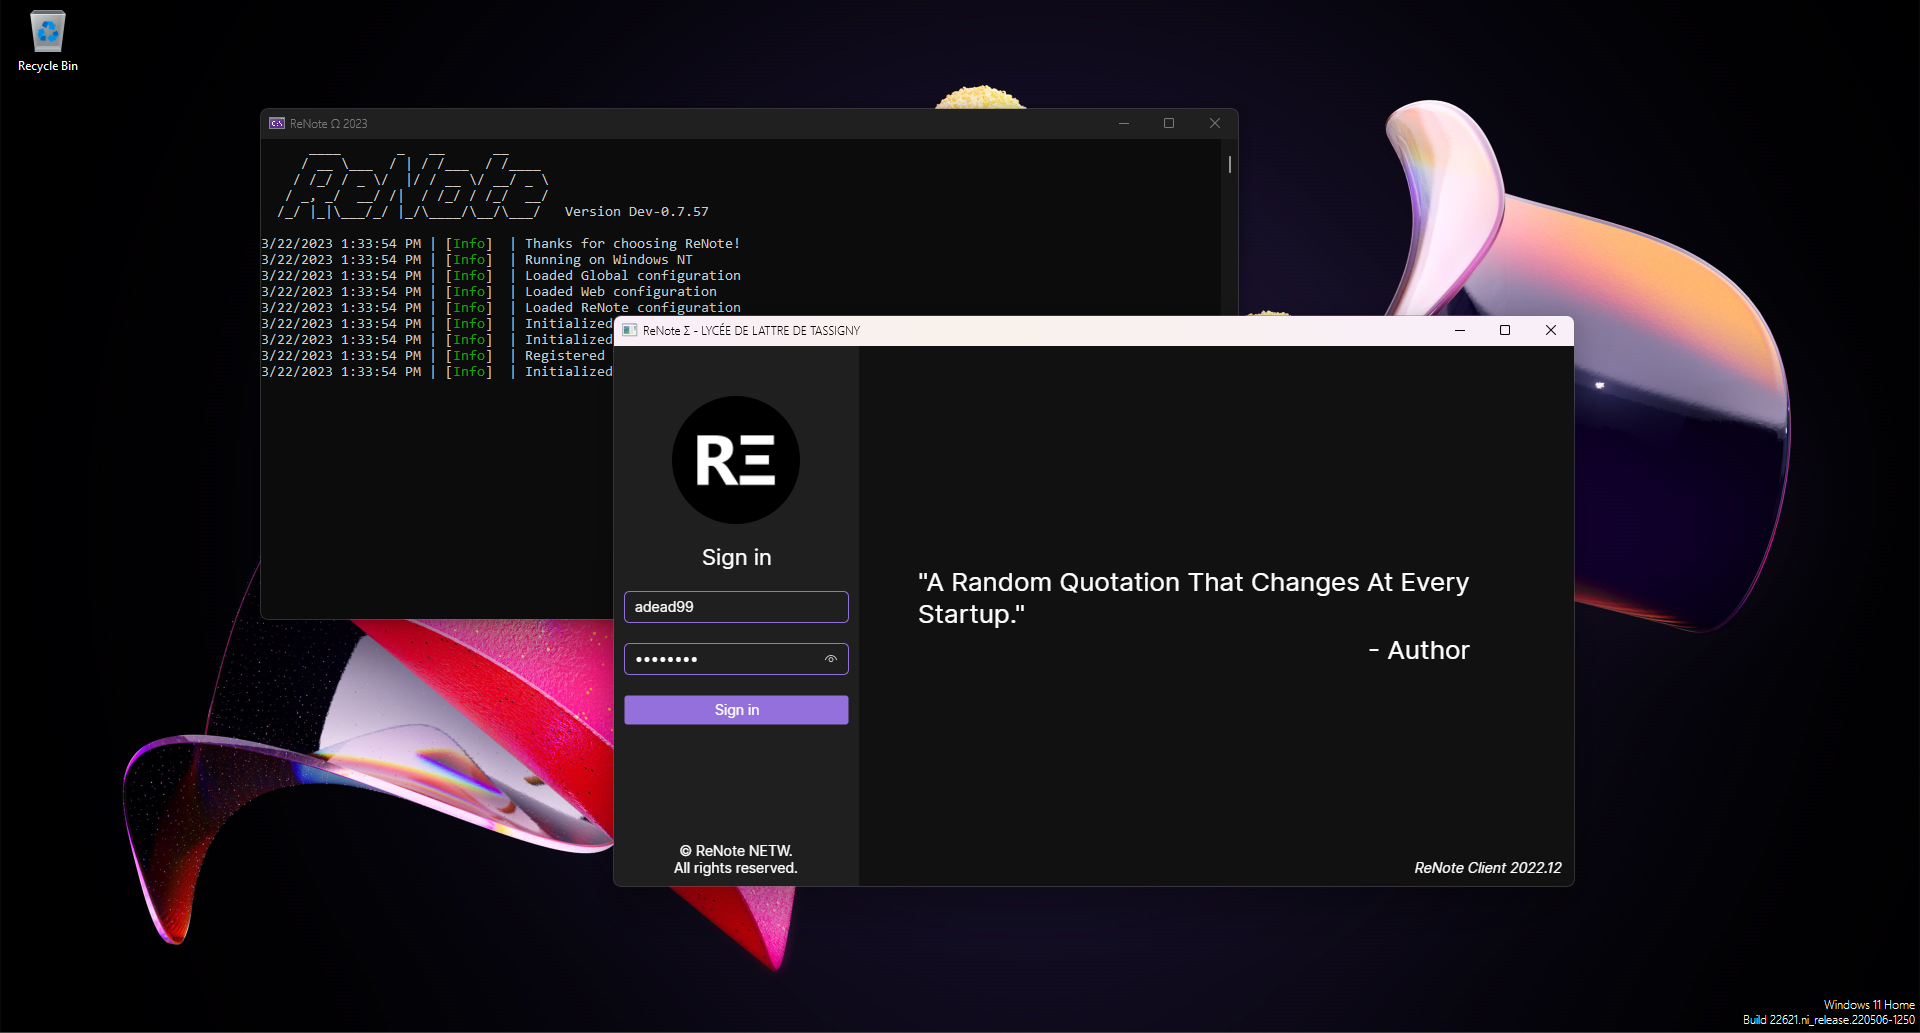 Recycle Bin
ReNote Ω 2023
ReNote
Version Dev-0.7.57
3/22/2023 1:33:54 PM | [Info]  | Thanks for choosing ReNote!
3/22/2023 1:33:54 PM | [Info]  | Running on Windows NT
3/22/2023 1:33:54 PM | [Info]  | Loaded Global configuration
3/22/2023 1:33:54 PM | [Info]  | Loaded Web configuration
3/22/2023 1:33:54 PM | [Info]  | Loaded ReNote configuration
3/22/2023 1:33:54 PM | [Info]  | Initialized
3/22/2023 1:33:54 PM | [Info]  | Initialized
3/22/2023 1:33:54 PM | [Info]  | Registered
3/22/2023 1:33:54 PM | [Info]  | Initialized
ReNote Σ - LYCÉE DE LATTRE DE TASSIGNY
RE
Sign in
adead99
••••••••
Sign in
© ReNote NETW.
All rights reserved.
"A Random Quotation That Changes At Every
Startup."
- Author
ReNote Client 2022.12
Windows 11 Home
Build 22621.ni_release.220506-1250